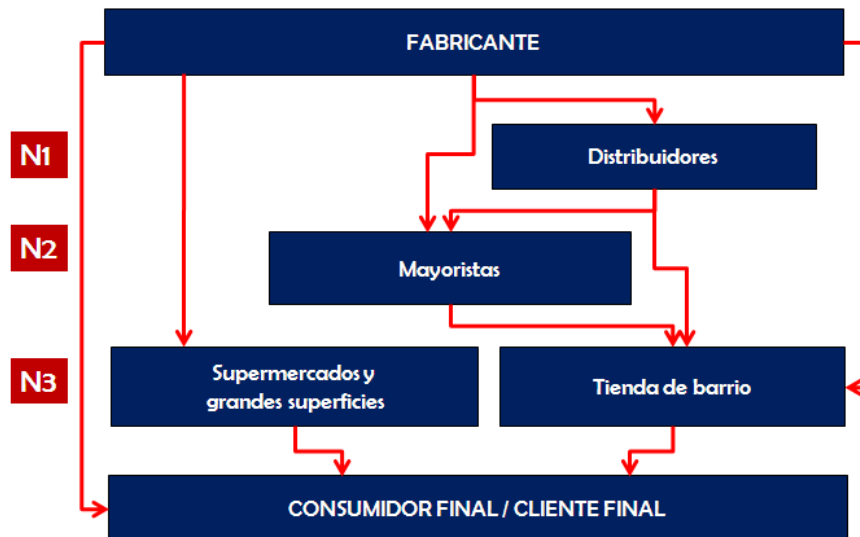 FABRICANTE
N1
Distribuidores
N2
Mayoristas
N3
Supermercados y
grandes superficies
Tienda de barrio
CONSUMIDOR FINAL / CLIENTE FINAL